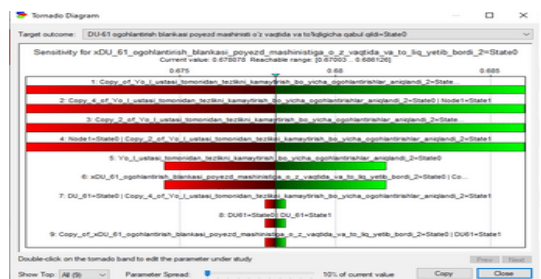 Tornado Diagram
Target outcome: DU-61 ogohlantirish blankasi poyezd mashinisti o'z vaqtida va to'liqligicha qabul qildi=State0
Sensitivity for xDU_61_ogohlantirish_blankasi_poyezd_mashinistiga_o_z_vaqtida_va_to_liq_yetib_bordi_2=State0
Current value: 0.678078 Reachable range: [0.67003 .. 0.686126]
0.675 0.68 0.685
1: Copy_of_Yo_l_ustasi_tomonidan_tezlikni_kamaytirish_bo_yicha_ogohlantirishlar_aniqlandi_2=State...
2: Copy_4_of_Yo_l_ustasi_tomonidan_tezlikni_kamaytirish_bo_yicha_ogohlantirishlar_aniqlandi_2=State0 | Node1=State1
3: Copy_2_of_Yo_l_ustasi_tomonidan_tezlikni_kamaytirish_bo_yicha_ogohlantirishlar_aniqlandi_2=State0
4: Node1=State0 | Copy_2_of_Yo_l_ustasi_tomonidan_tezlikni_kamaytirish_bo_yicha_ogohlantirishlar_aniqlandi_2=State1
5: Yo_l_ustasi_tomonidan_tezlikni_kamaytirish_bo_yicha_ogohlantirishlar_aniqlandi_2=State0
6: xDU_61_ogohlantirish_blankasi_poyezd_mashinistiga_o_z_vaqtida_va_to_liq_yetib_bordi_2=State0 | Co...
7: DU_61=State0 | Copy_4_of_Yo_l_ustasi_tomonidan_tezlikni_kamaytirish_bo_yicha_ogohlantirishlar_aniqlandi_2=State1
8: DU61=State0 | DU_61=State1
9: Copy_of_xDU_61_ogohlantirish_blankasi_poyezd_mashinistiga_o_z_vaqtida_va_to_liq_yetib_bordi_2=State0 | DU61=State1
Double-click on the tornado band to edit the parameter under study
Prev Next
Show Top: All (9) Parameter Spread: 10% of current value Copy Close